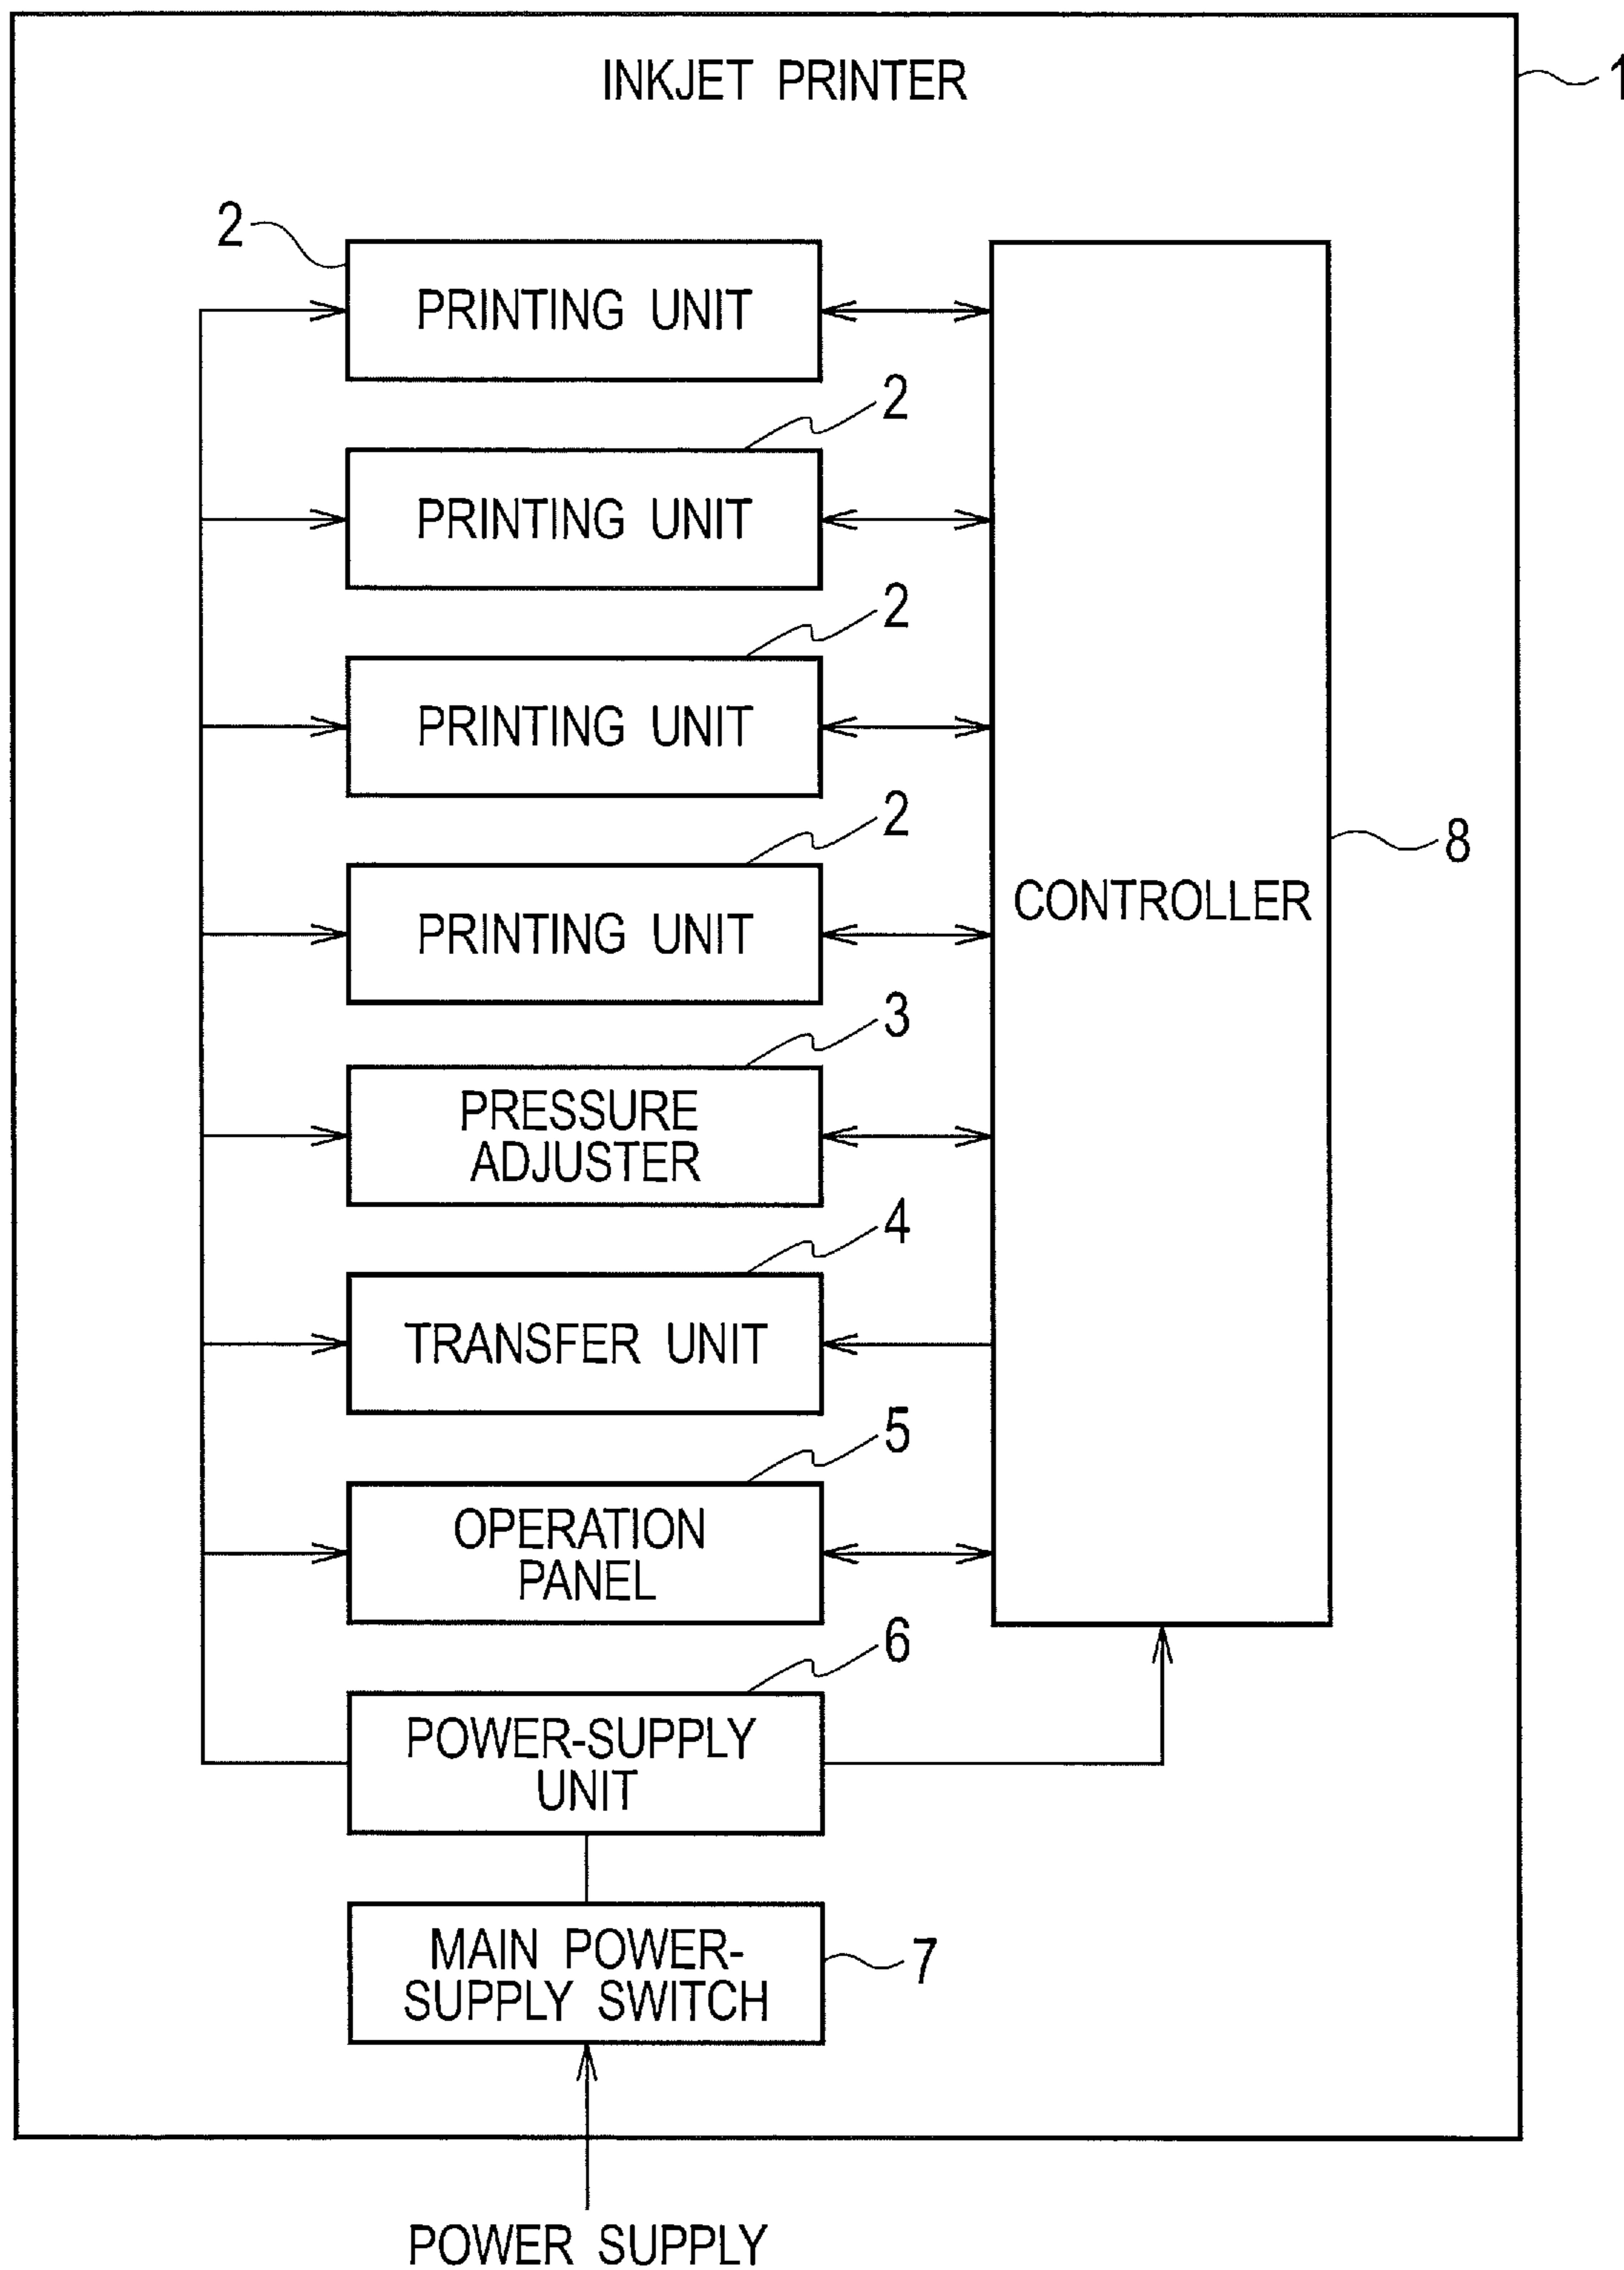 INKJET PRINTER
1
2
PRINTING UNIT
2
PRINTING UNIT
2
PRINTING UNIT
2
PRINTING UNIT
CONTROLLER
8
3
PRESSURE
ADJUSTER
4
TRANSFER UNIT
5
OPERATION
PANEL
6
POWER-SUPPLY
UNIT
MAIN POWER-
SUPPLY SWITCH
7
POWER SUPPLY